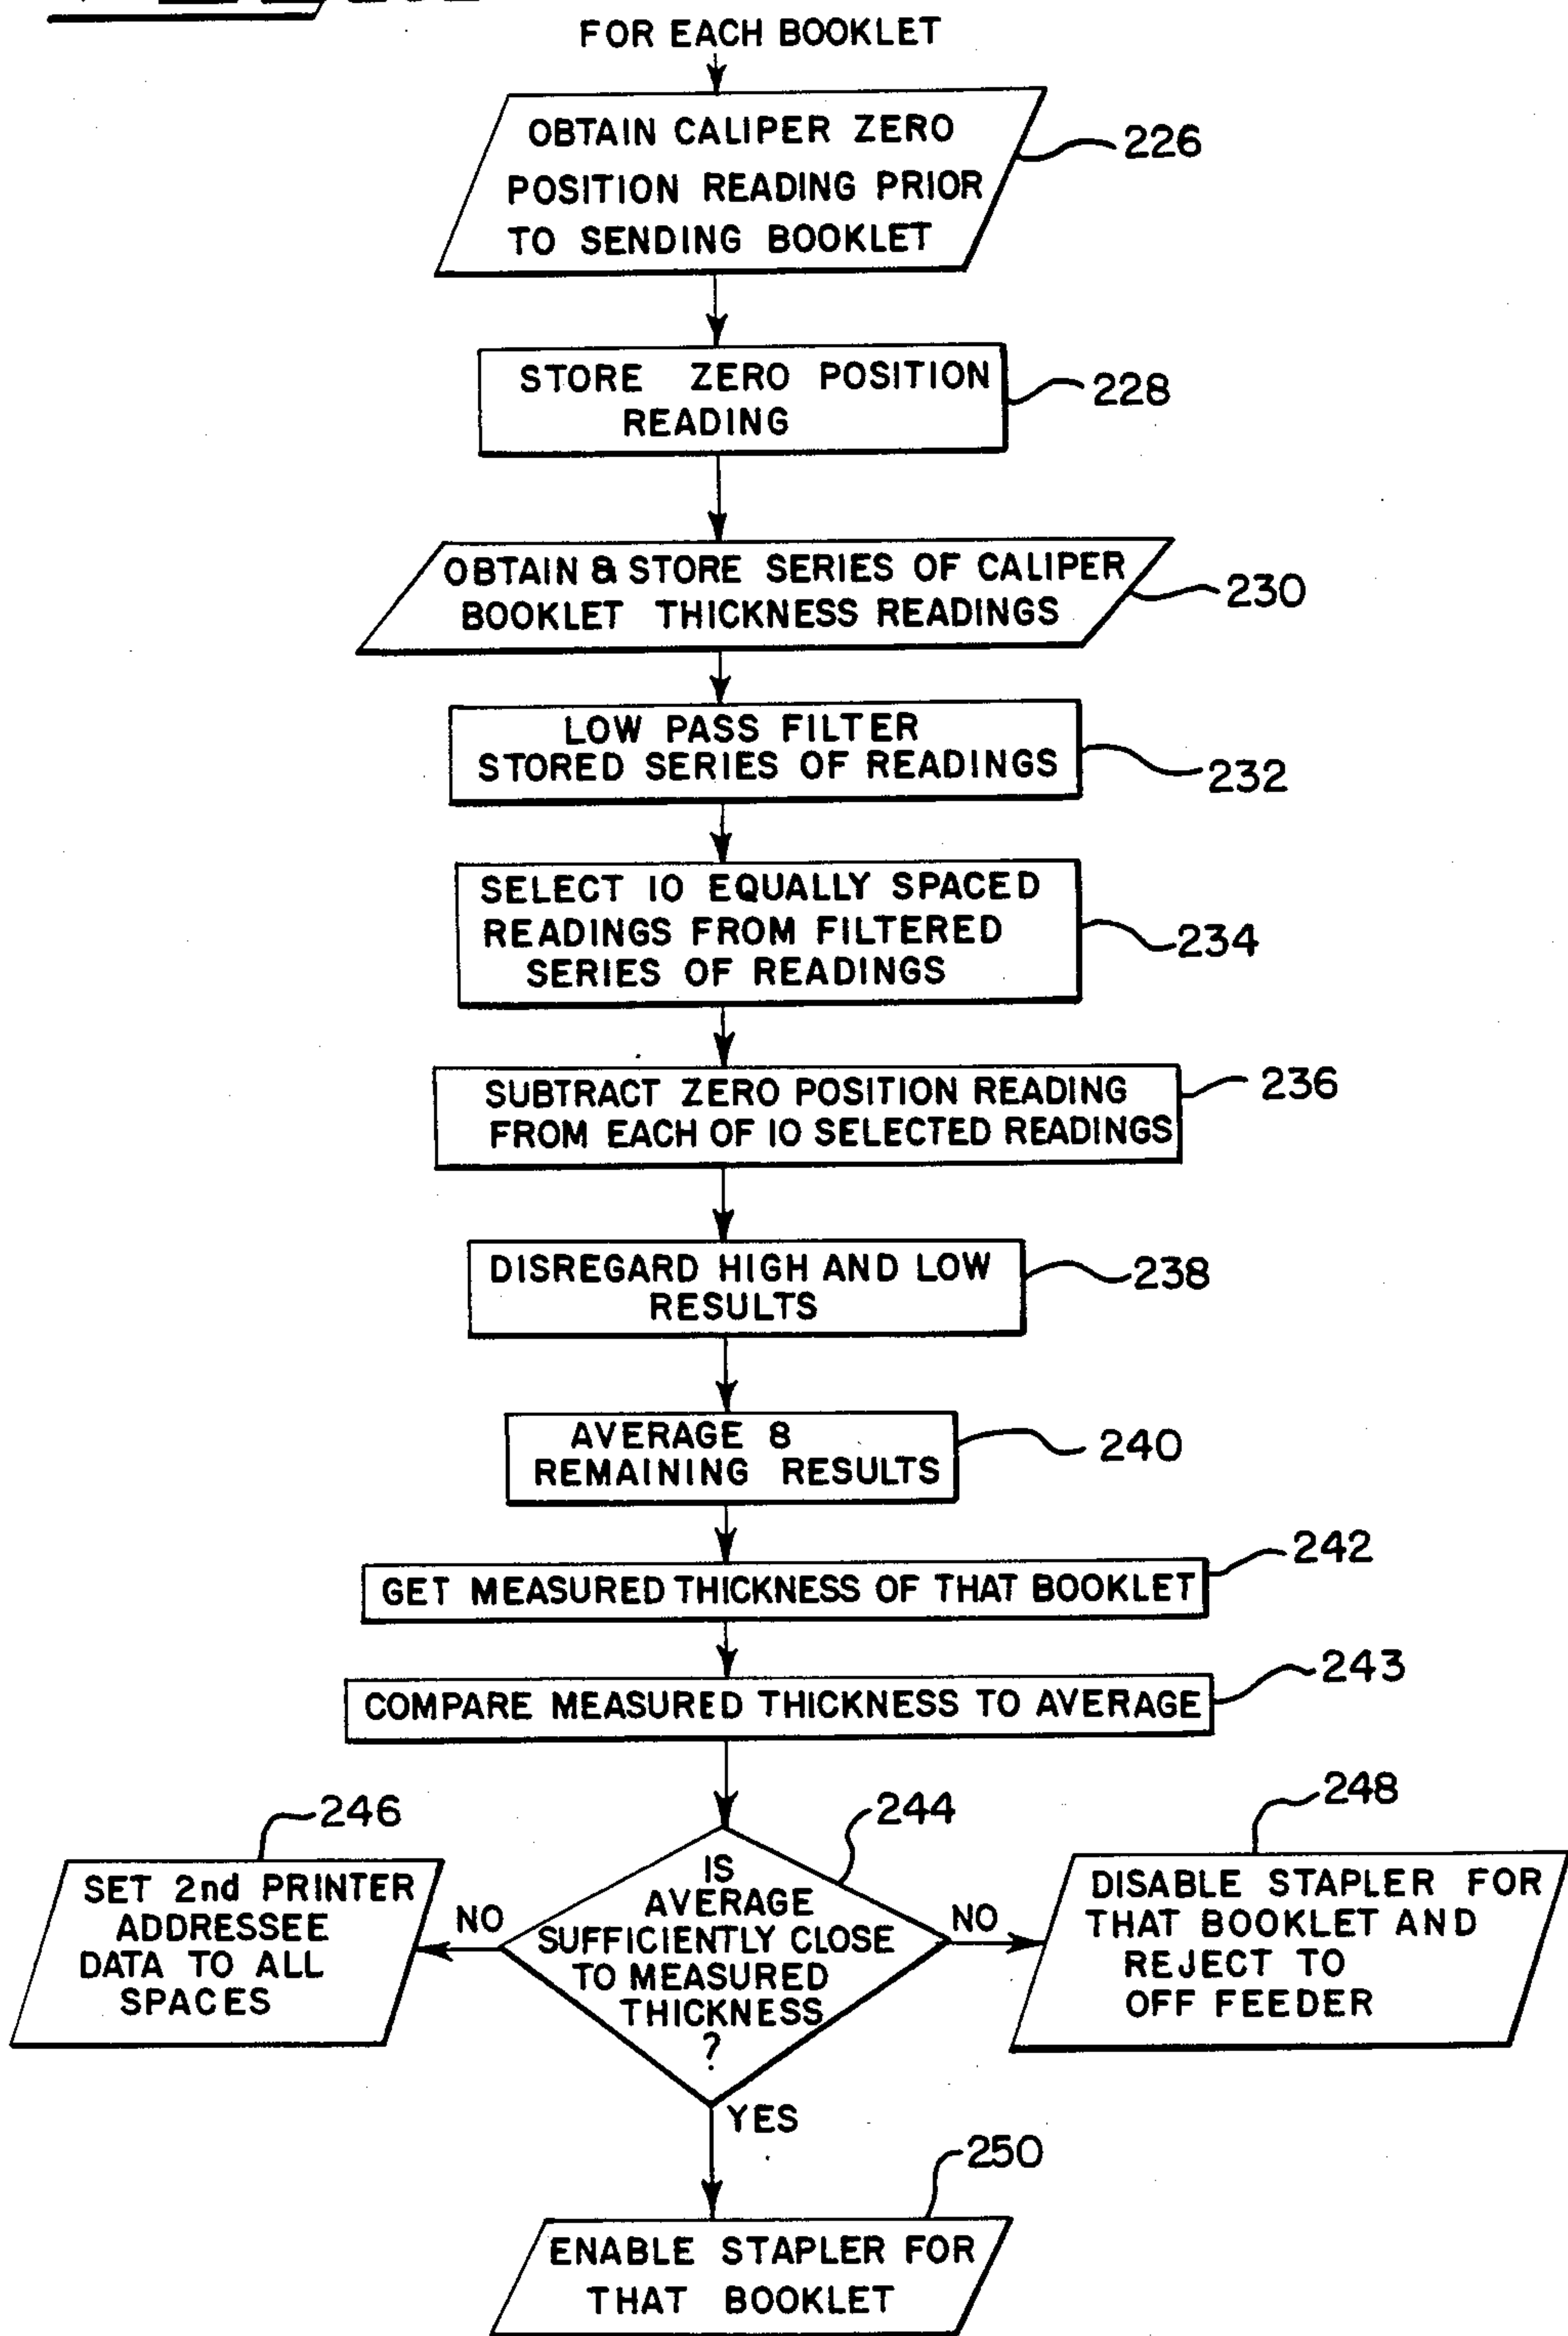 FOR EACH BOOKLET
OBTAIN CALIPER ZERO
POSITION READING PRIOR
TO SENDING BOOKLET
226
STORE ZERO POSITION
READING
228
OBTAIN & STORE SERIES OF CALIPER
BOOKLET THICKNESS READINGS
230
LOW PASS FILTER
STORED SERIES OF READINGS
232
SELECT 10 EQUALLY SPACED
READINGS FROM FILTERED
SERIES OF READINGS
234
SUBTRACT ZERO POSITION READING
FROM EACH OF 10 SELECTED READINGS
236
DISREGARD HIGH AND LOW
RESULTS
238
AVERAGE 8
REMAINING RESULTS
240
GET MEASURED THICKNESS OF THAT BOOKLET
242
COMPARE MEASURED THICKNESS TO AVERAGE
243
IS
AVERAGE
SUFFICIENTLY CLOSE
TO MEASURED
THICKNESS
?
244
NO
SET 2nd PRINTER
ADDRESSEE
DATA TO ALL
SPACES
246
NO
DISABLE STAPLER FOR
THAT BOOKLET AND
REJECT TO
OFF FEEDER
248
YES
ENABLE STAPLER FOR
THAT BOOKLET
250